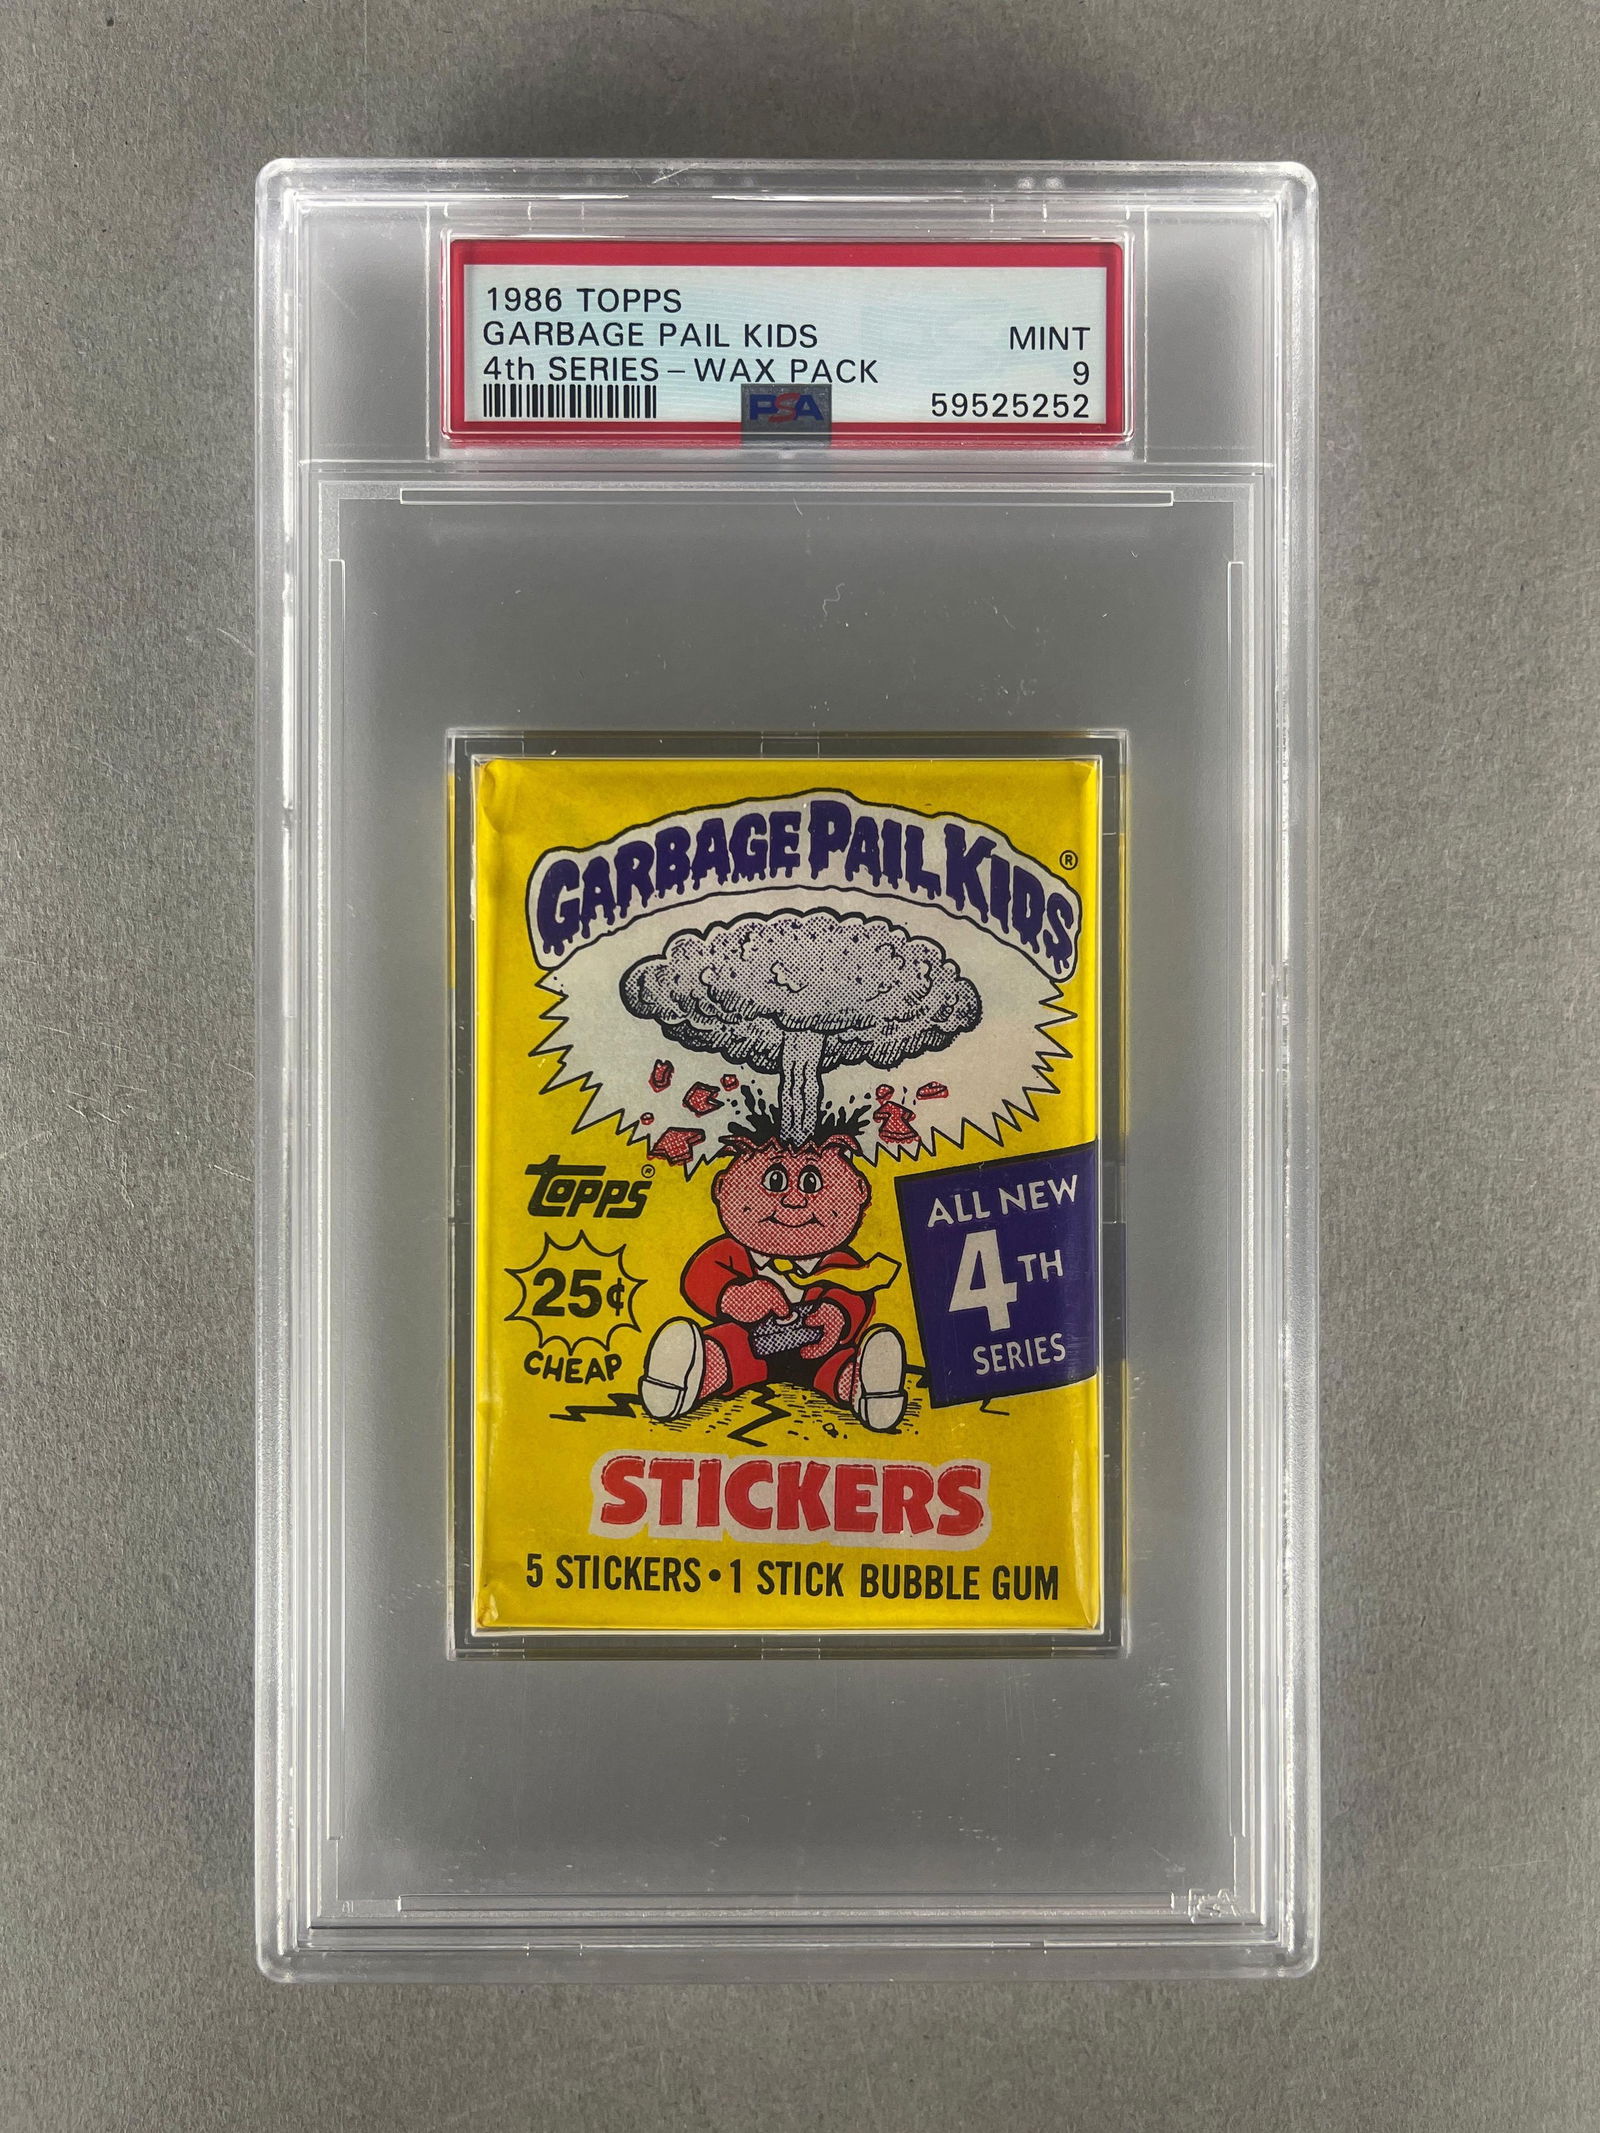 1986 TOPPS
GARBAGE PAIL KIDS MINT
4th SERIES – WAX PACK 9
PSA 59525252
GARBAGE PAIL KIDS ®
topps ®
25¢
CHEAP
ALL NEW
4TH
SERIES
STICKERS
5 STICKERS • 1 STICK BUBBLE GUM
PSA